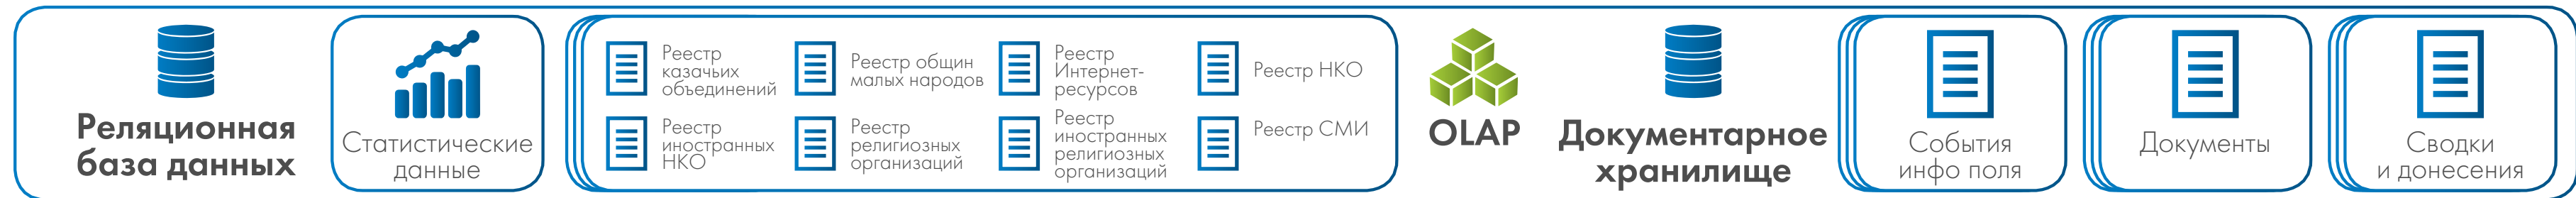 Реляционная
база данных
Статистические
данные
Реестр
казачьих
объединений
Реестр общин
малых народов
Реестр
Интернет-
ресурсов
Реестр НКО
Реестр
иностранных
НКО
Реестр
религиозных
организаций
Реестр
иностранных
религиозных
организаций
Реестр СМИ
OLAP
Документарное
хранилище
События
инфо поля
Документы
Сводки
и донесения